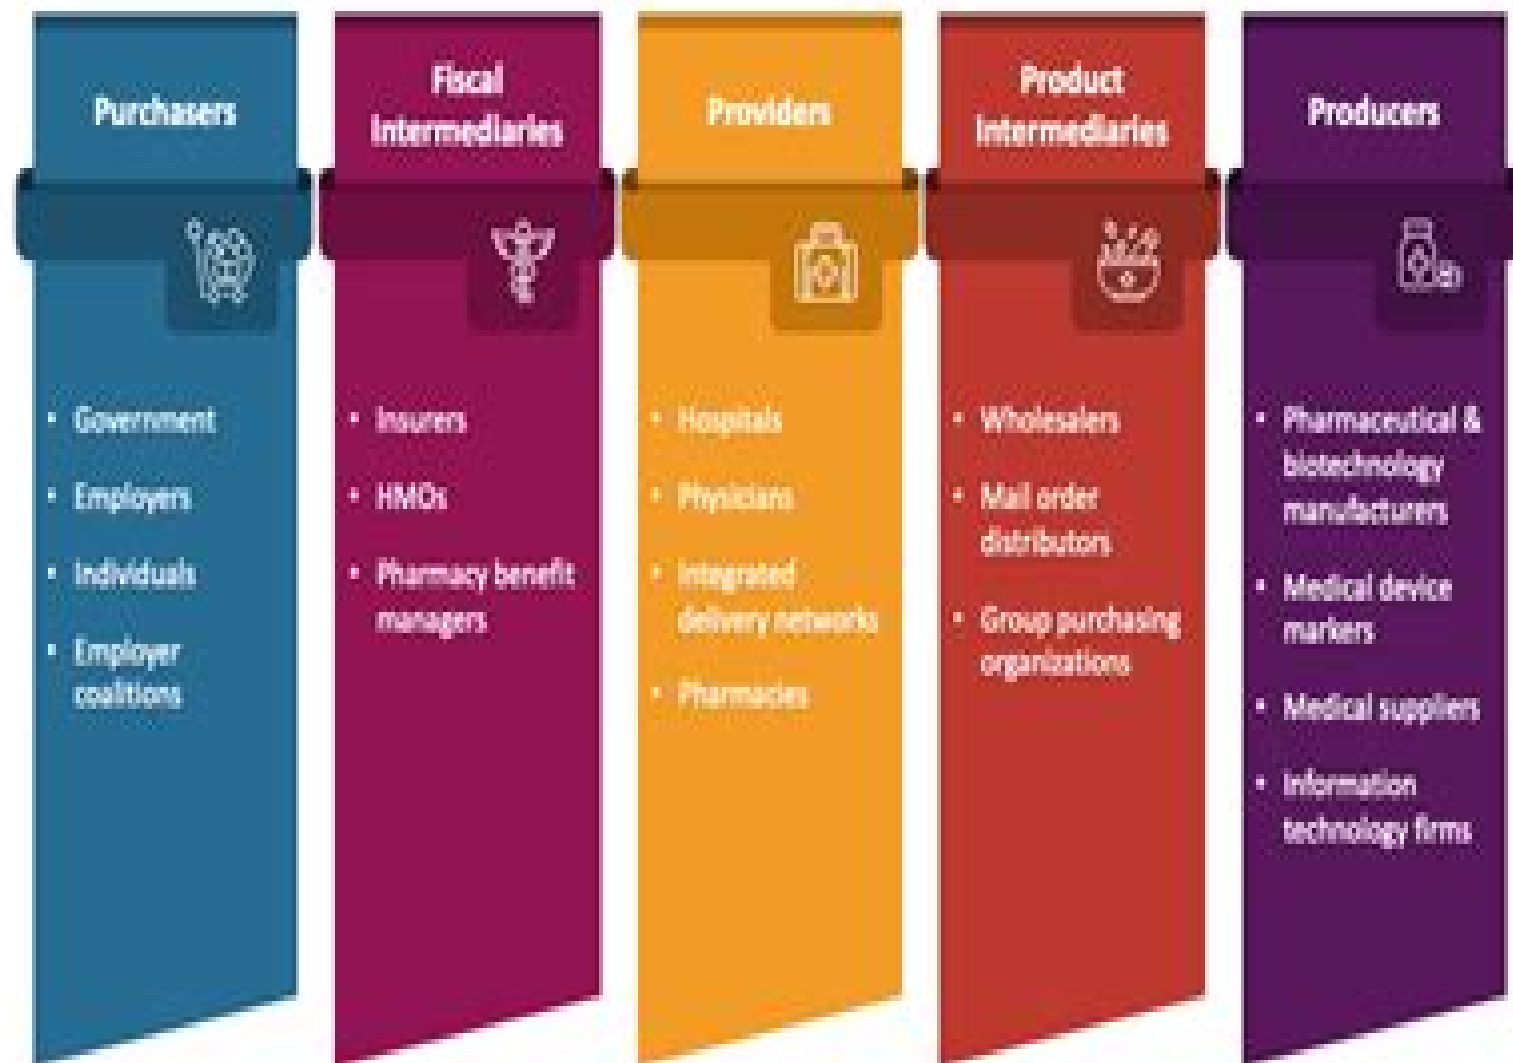 Purchasers
• Government
• Employers
• Individuals
• Employer
coalitions
Fiscal
Intermediaries
• Insurers
• HMOs
• Pharmacy benefit
managers
Providers
• Hospitals
• Physicians
• Integrated
delivery networks
• Pharmacies
Product
Intermediaries
• Wholesalers
• Mail order
distributors
• Group purchasing
organizations
Producers
• Pharmaceutical &
biotechnology
manufacturers
• Medical device
markers
• Medical suppliers
• Information
technology firms